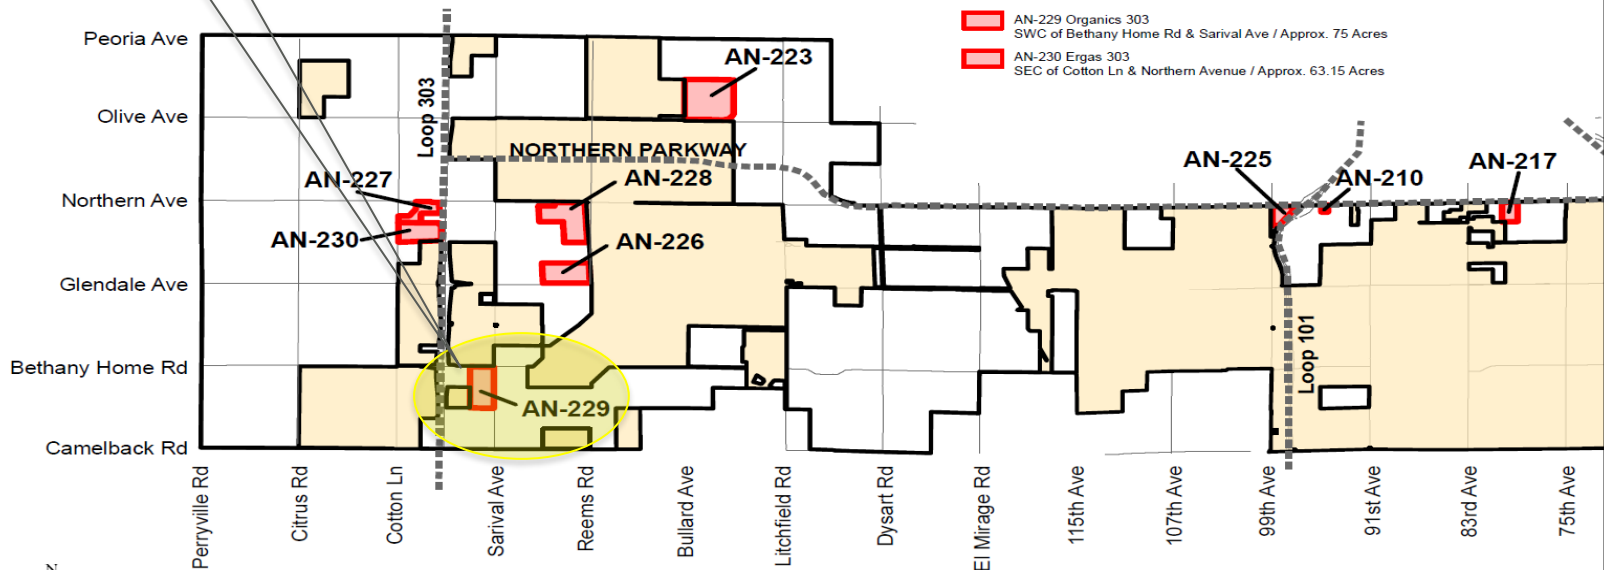 AN-229 Organics 303
SWC of Bethany Home Rd & Sarival Ave / Approx. 75 Acres
AN-230 Ergas 303
SEC of Cotton Ln & Northern Avenue / Approx. 63.15 Acres
Peoria Ave
AN-223
Olive Ave
Loop 303
NORTHERN PARKWAY
AN-227
AN-228
AN-225
AN-210
AN-217
Northern Ave
AN-230
AN-226
Glendale Ave
Loop 101
Bethany Home Rd
AN-229
Camelback Rd
Perryville Rd
Citrus Rd
Cotton Ln
Sarival Ave
Reems Rd
Bullard Ave
Litchfield Rd
Dysart Rd
El Mirage Rd
115th Ave
107th Ave
99th Ave
91st Ave
83rd Ave
75th Ave
N